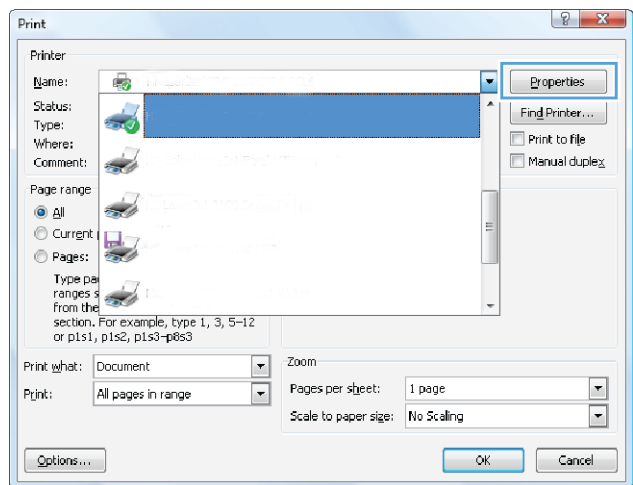 Print
Printer
Name:
Properties
Status:
Find Printer...
Type:
Print to file
Where:
Manual duplex
Comment:
Page range
All
Current
Pages:
Type
ranges
from the
section. For example, type 1, 3, 5–12
or p1s1, p1s2, p1s3–p8s3
Print what: Document
Zoom
Print: All pages in range
Pages per sheet: 1 page
Scale to paper size: No Scaling
Options...
OK
Cancel